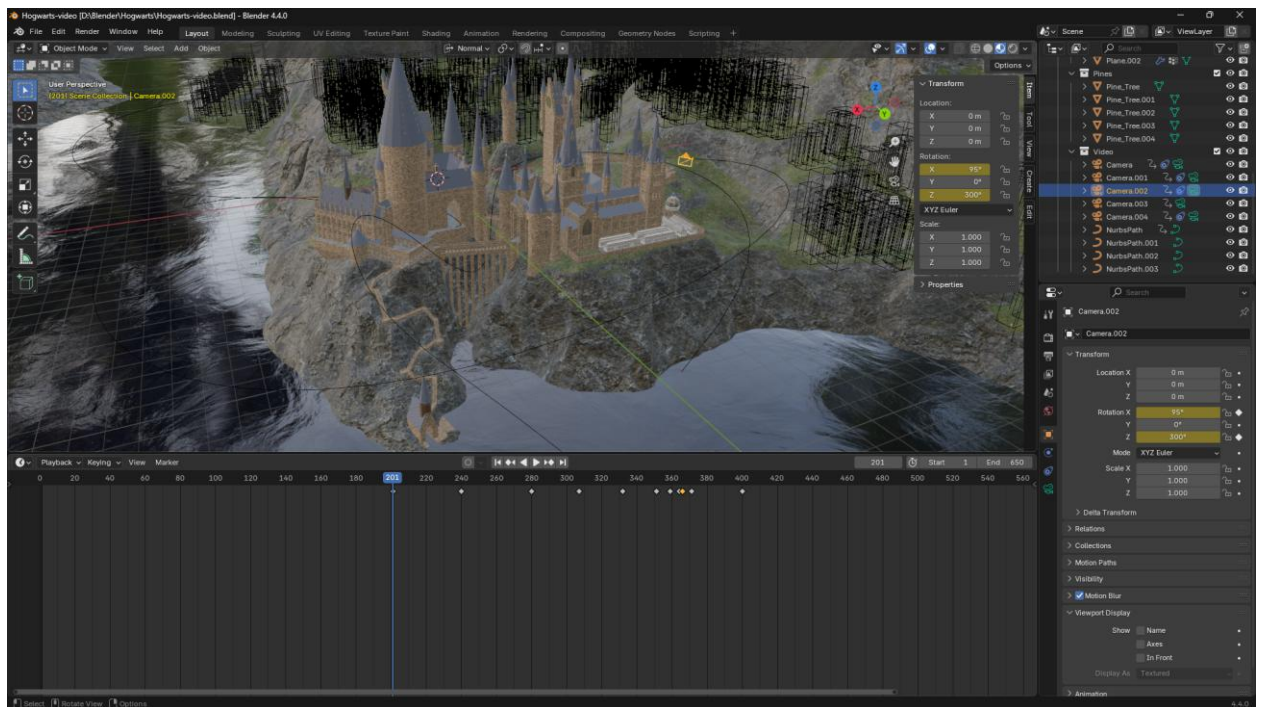 Hogwarts-video [D:\Blender\Hogwarts\Hogwarts-video.blend] - Blender 4.4.0
File Edit Render Window Help Layout Modeling Sculpting UV Editing Texture Paint Shading Animation Rendering Compositing Geometry Nodes Scripting + Scene ViewLayer
Object Mode View Select Add Object Normal Search
Options
User Perspective
(201) Scene Collection | Camera.002
Transform
Location:
X 0 m
Y 0 m
Z 0 m
Rotation:
X 95°
Y 0°
Z 300°
XYZ Euler
Scale:
X 1.000
Y 1.000
Z 1.000
Properties
Item
Tool
View
Create
Edit
X
Y
Z
Plane.002
Pines
Pine_Tree
Pine_Tree.001
Pine_Tree.002
Pine_Tree.003
Pine_Tree.004
Video
Camera
Camera.001
Camera.002
Camera.003
Camera.004
NurbsPath
NurbsPath.001
NurbsPath.002
NurbsPath.003
Search
Camera.002
Camera.002
Transform
Location X 0 m
Y 0 m
Z 0 m
Rotation X 95°
Y 0°
Z 300°
Mode XYZ Euler
Scale X 1.000
Y 1.000
Z 1.000
Delta Transform
Relations
Collections
Motion Paths
Visibility
Motion Blur
Viewport Display
Show Name
Axes
In Front
Display As Textured
Animation
Playback Keying View Marker 201 Start 1 End 650
0 20 40 60 80 100 120 140 160 180 201 220 240 260 280 300 320 340 360 380 400 420 440 460 480 500 520 540 560
Select Rotate View Options 4.4.0